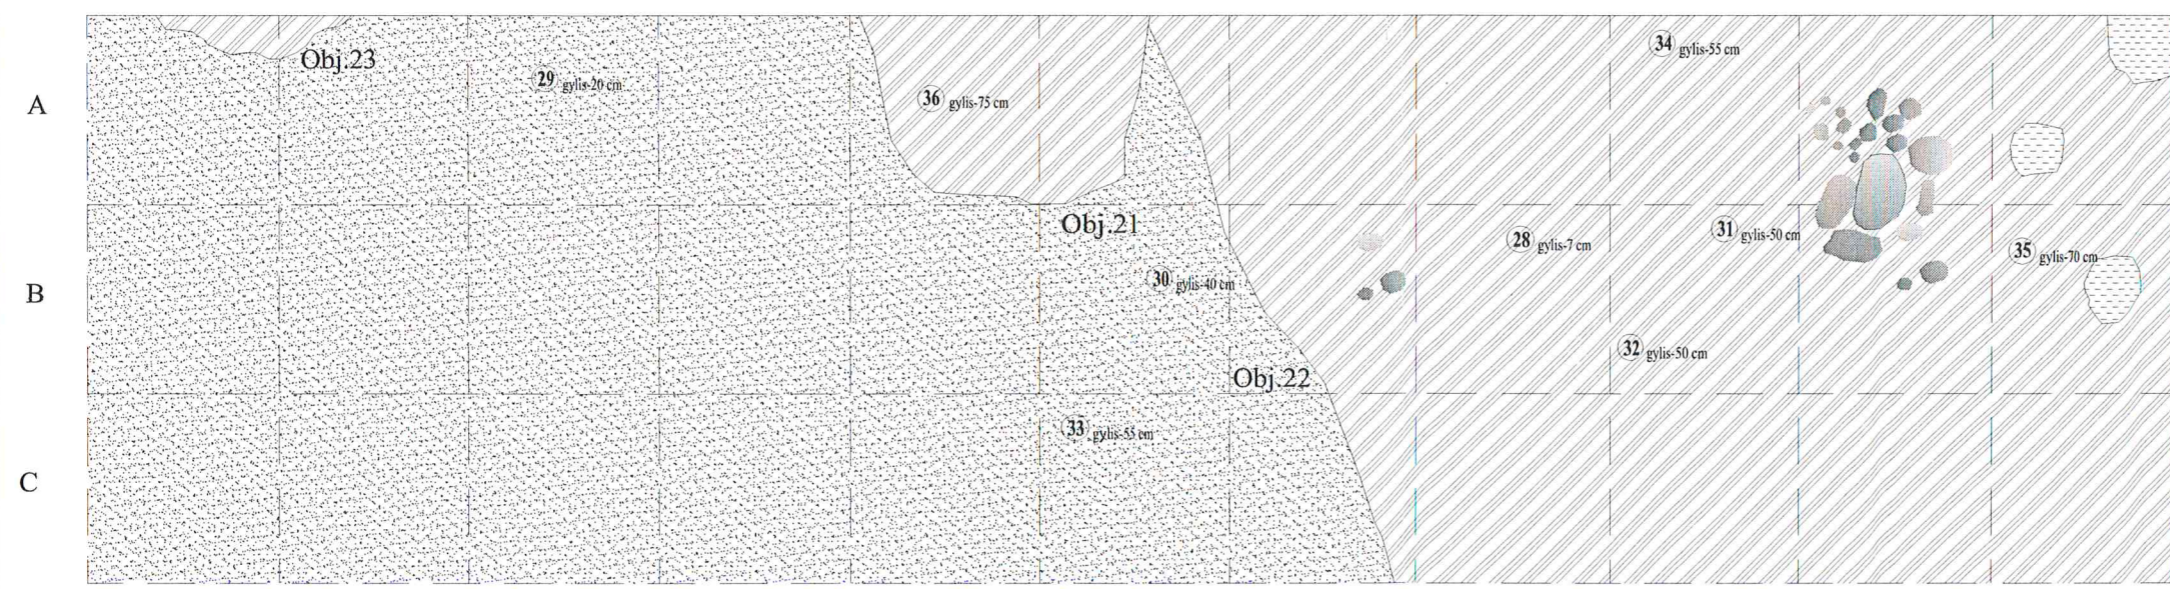 34 gylis-55 cm
Obj.23
29 gylis-20 cm
36 gylis-75 cm
A
Obj.21
31 gylis-50 cm
28 gylis-7 cm
35 gylis-70 cm
30 gylis-40 cm
B
32 gylis-50 cm
Obj.22
33 gylis-55 cm
C